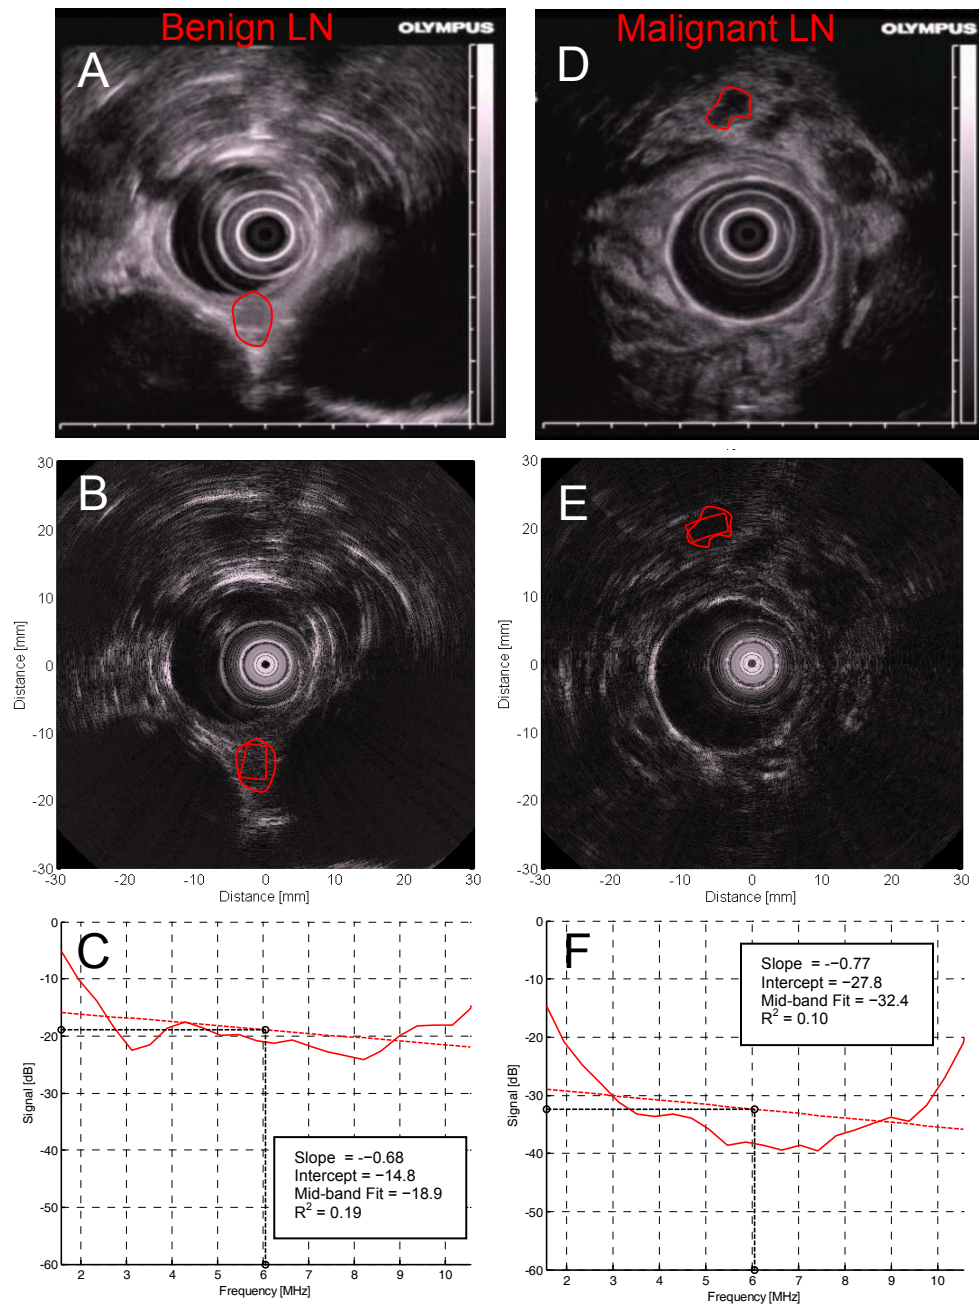 Benign LN
OLYMPUS
A
Malignant LN
OLYMPUS
D
B
30
20
10
0
-10
-20
-30
Distance [mm]
-30 -20 -10 0 10 20 30
Distance [mm]
E
30
20
10
0
-10
-20
-30
Distance [mm]
-30 -20 -10 0 10 20 30
Distance [mm]
C
-0
-10
-20
-30
-40
-50
-60
Signal [dB]
Slope = -−0.68
Intercept = −14.8
Mid-band Fit = −18.9
R² = 0.19
2 3 4 5 6 7 8 9 10
Frequency [MHz]
F
-0
-10
-20
-30
-40
-50
-60
Signal [dB]
Slope = -−0.77
Intercept = −27.8
Mid-band Fit = −32.4
R² = 0.10
2 3 4 5 6 7 8 9 10
Frequency [MHz]